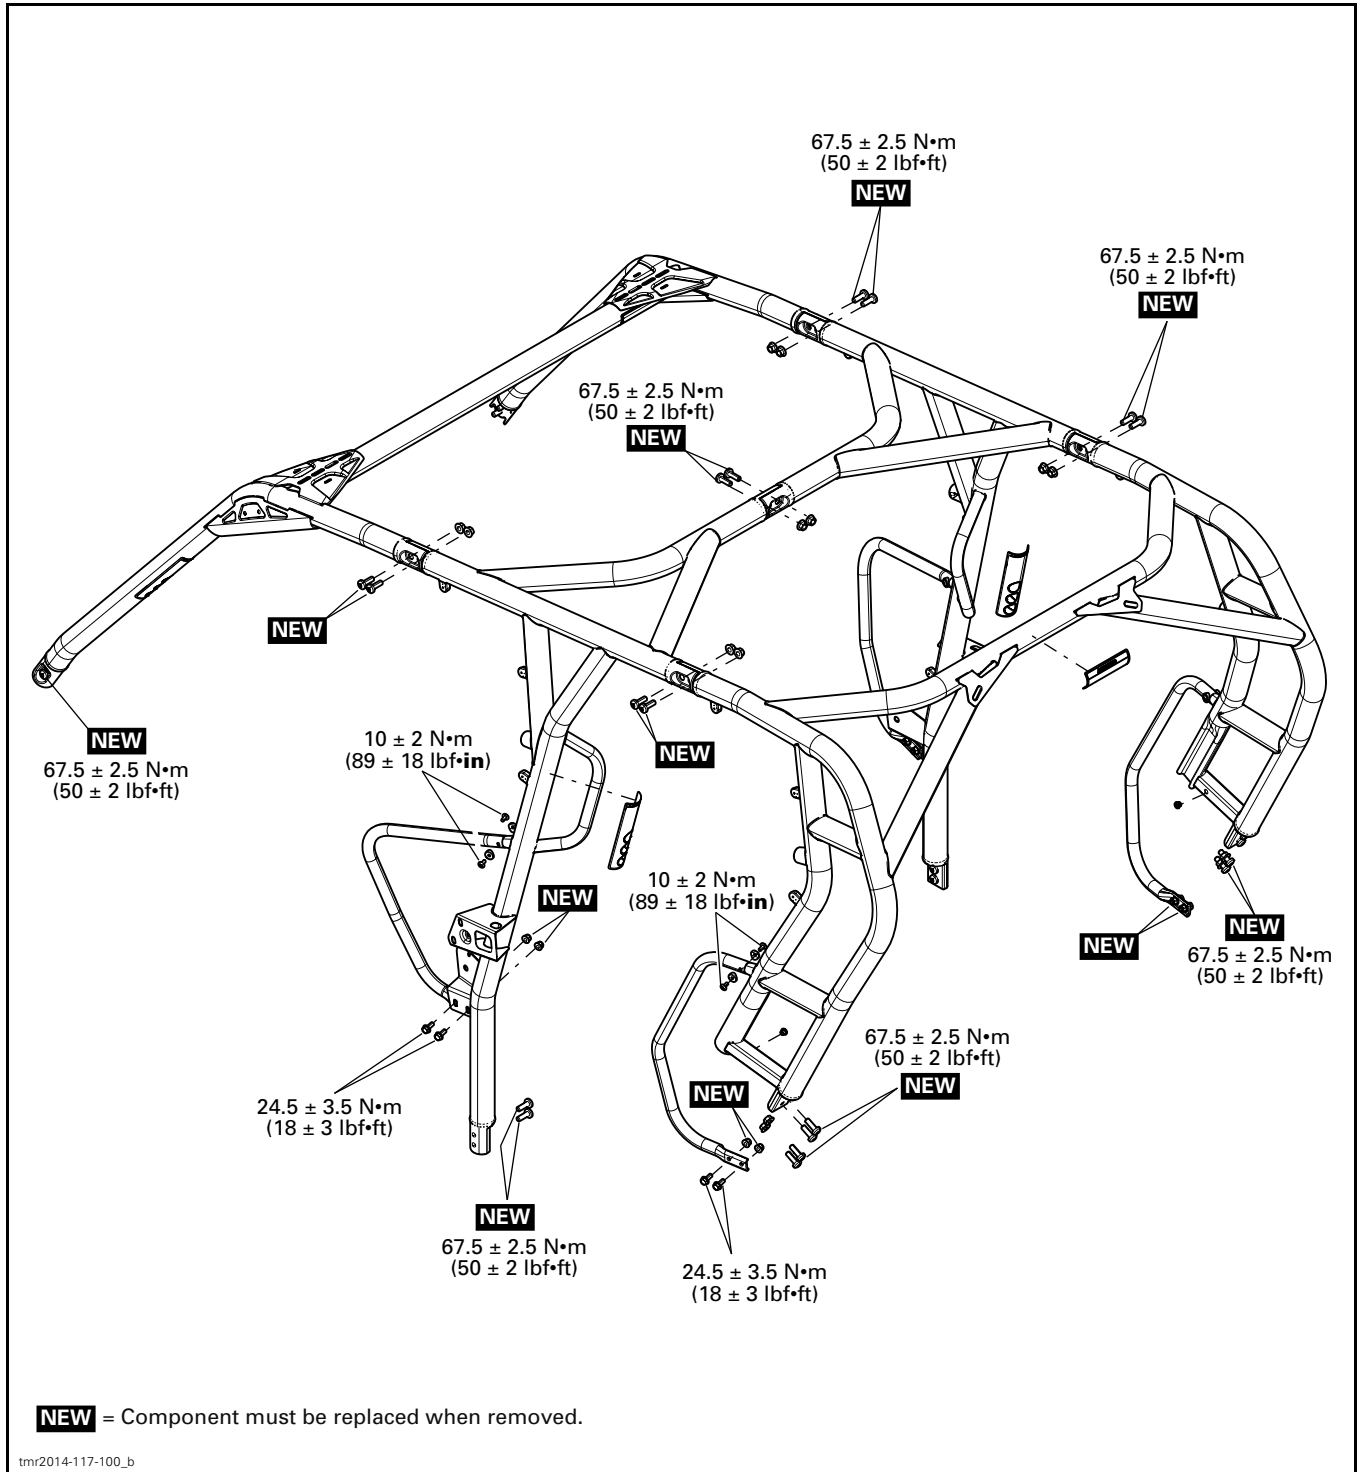 67.5 ± 2.5 N•m
(50 ± 2 lbf•ft)
NEW
67.5 ± 2.5 N•m
(50 ± 2 lbf•ft)
NEW
67.5 ± 2.5 N•m
(50 ± 2 lbf•ft)
NEW
NEW
NEW
67.5 ± 2.5 N•m
(50 ± 2 lbf•ft)
10 ± 2 N•m
(89 ± 18 lbf•in)
NEW
10 ± 2 N•m
(89 ± 18 lbf•in)
NEW
NEW
NEW
67.5 ± 2.5 N•m
(50 ± 2 lbf•ft)
67.5 ± 2.5 N•m
(50 ± 2 lbf•ft)
NEW
NEW
24.5 ± 3.5 N•m
(18 ± 3 lbf•ft)
NEW
67.5 ± 2.5 N•m
(50 ± 2 lbf•ft)
24.5 ± 3.5 N•m
(18 ± 3 lbf•ft)
NEW = Component must be replaced when removed.
tmr2014-117-100_b